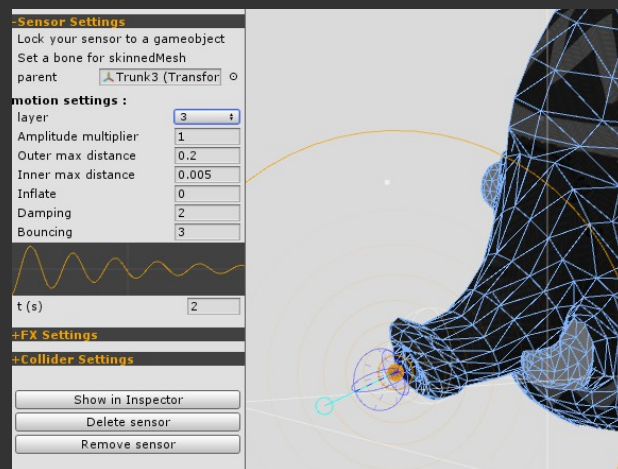 -Sensor Settings
Lock your sensor to a gameobject
Set a bone for skinnedMesh
parent Trunk3 (Transfor
motion settings :
layer 3
Amplitude multiplier 1
Outer max distance 0.2
Inner max distance 0.005
Inflate 0
Damping 2
Bouncing 3
t (s) 2
+FX Settings
+Collider Settings
Show in Inspector
Delete sensor
Remove sensor